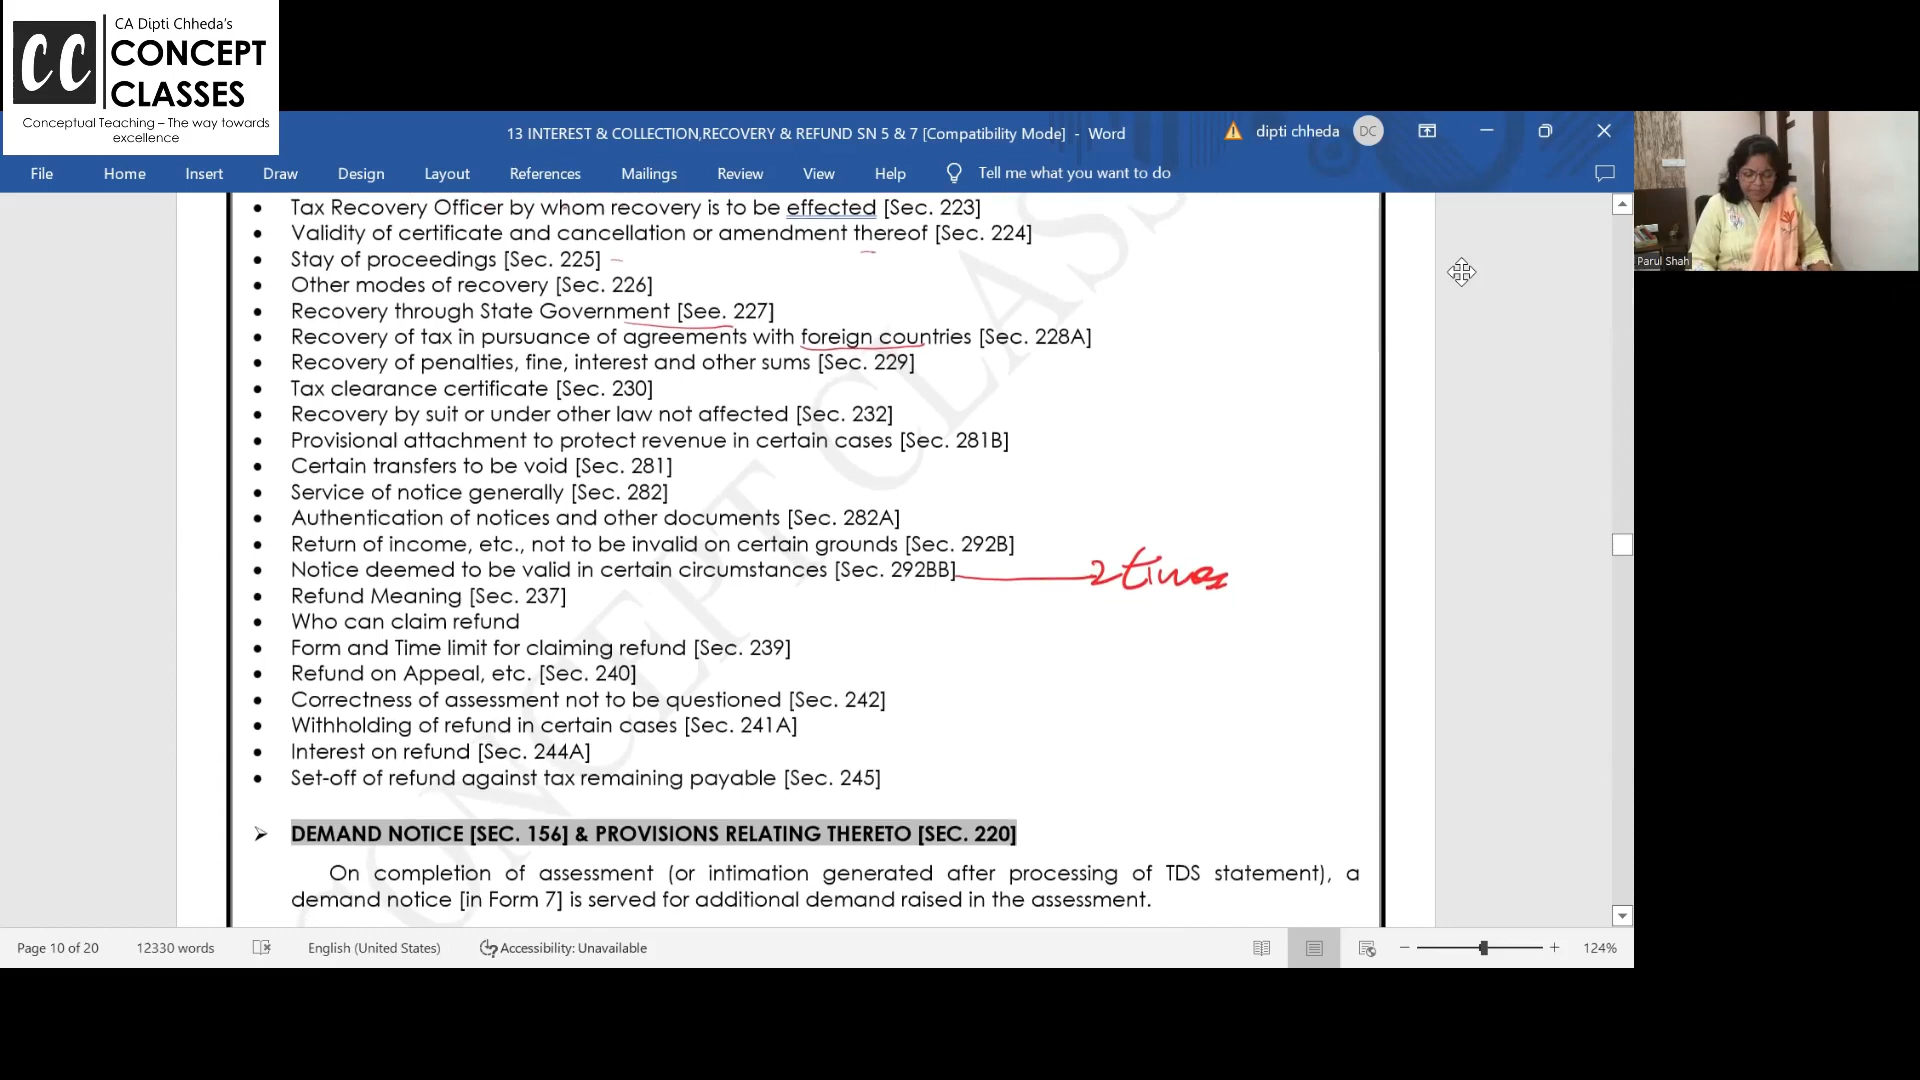 CA Dipti Chheda's
CC CONCEPT
CLASSES
Conceptual Teaching – The way towards
excellence
13 INTEREST & COLLECTION,RECOVERY & REFUND SN 5 & 7 [Compatibility Mode] - Word
dipti chheda DC
File Home Insert Draw Design Layout References Mailings Review View Help Tell me what you want to do
• Tax Recovery Officer by whom recovery is to be effected [Sec. 223]
• Validity of certificate and cancellation or amendment thereof [Sec. 224]
• Stay of proceedings [Sec. 225]
• Other modes of recovery [Sec. 226]
• Recovery through State Government [See. 227]
• Recovery of tax in pursuance of agreements with foreign countries [Sec. 228A]
• Recovery of penalties, fine, interest and other sums [Sec. 229]
• Tax clearance certificate [Sec. 230]
• Recovery by suit or under other law not affected [Sec. 232]
• Provisional attachment to protect revenue in certain cases [Sec. 281B]
• Certain transfers to be void [Sec. 281]
• Service of notice generally [Sec. 282]
• Authentication of notices and other documents [Sec. 282A]
• Return of income, etc., not to be invalid on certain grounds [Sec. 292B]
• Notice deemed to be valid in certain circumstances [Sec. 292BB] 2 times
• Refund Meaning [Sec. 237]
• Who can claim refund
• Form and Time limit for claiming refund [Sec. 239]
• Refund on Appeal, etc. [Sec. 240]
• Correctness of assessment not to be questioned [Sec. 242]
• Withholding of refund in certain cases [Sec. 241A]
• Interest on refund [Sec. 244A]
• Set-off of refund against tax remaining payable [Sec. 245]
➢ DEMAND NOTICE [SEC. 156] & PROVISIONS RELATING THERETO [SEC. 220]
On completion of assessment (or intimation generated after processing of TDS statement), a
demand notice [in Form 7] is served for additional demand raised in the assessment.
CONCEPT CLASS
Page 10 of 20 12330 words English (United States) Accessibility: Unavailable 124%
Parul Shah